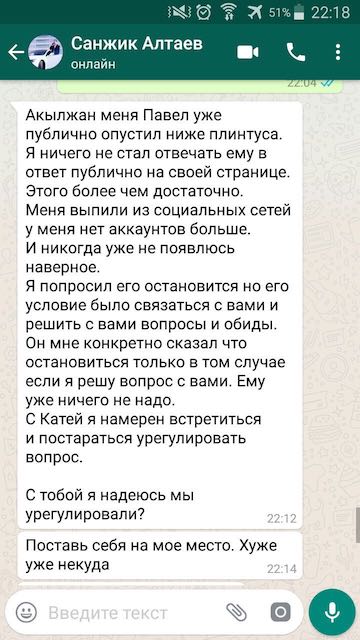 51% 22:18
Санжик Алтаев
онлайн
22:04
Акылжан меня Павел уже
публично опустил ниже плинтуса.
Я ничего не стал отвечать ему в
ответ публично на своей странице.
Этого более чем достаточно.
Меня выпили из социальных сетей
у меня нет аккаунтов больше.
И никогда уже не появлюсь
наверное.
Я попросил его остановится но его
условие было связаться с вами и
решить с вами вопросы и обиды.
Он мне конкретно сказал что
остановиться только в том случае
если я решу вопрос с вами. Ему
уже ничего не надо.
С Катей я намерен встретиться
и постараться урегулировать
вопрос.
С тобой я надеюсь мы
урегулировали?
22:12
Поставь себя на мое место. Хуже
уже некуда
22:14
Введите текст